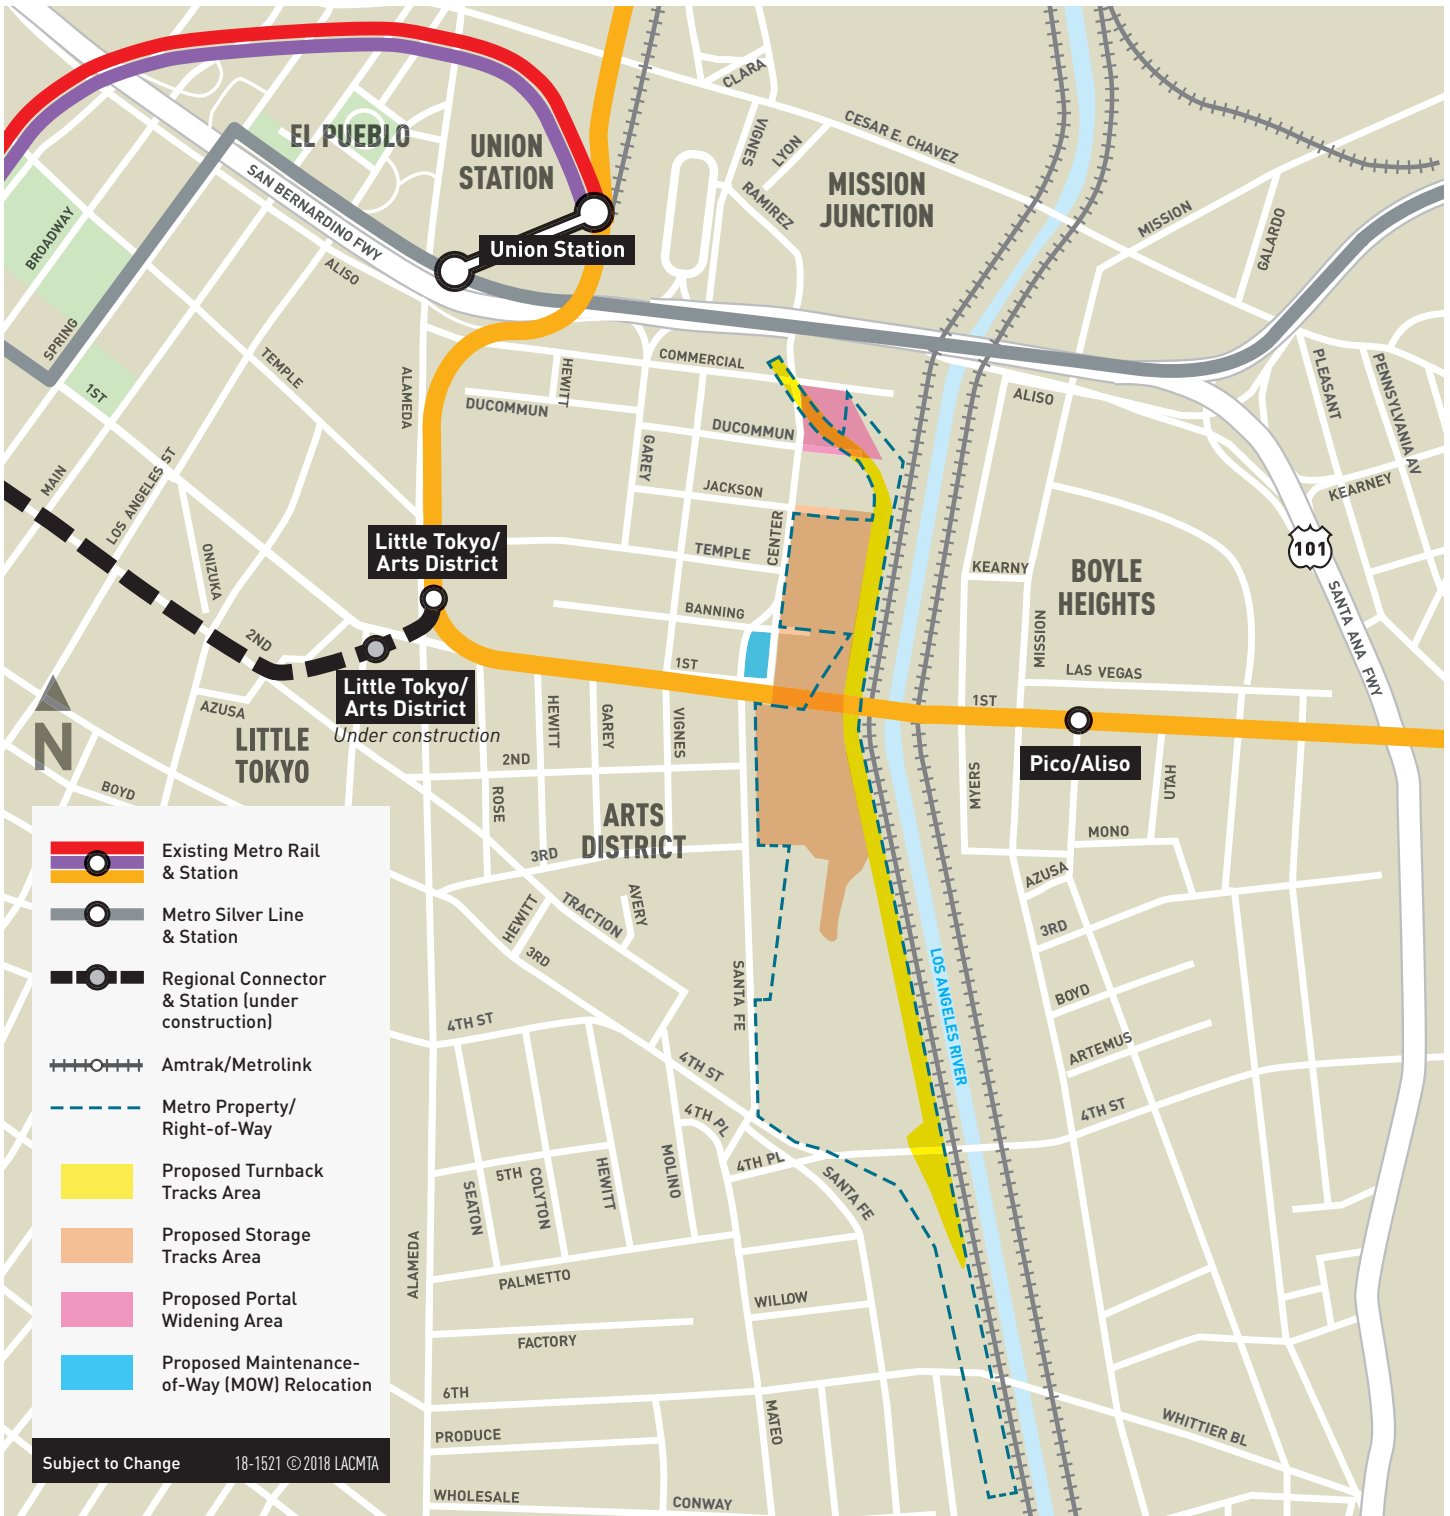 CLARA
CESAR E. CHAVEZ
VIGNES
LYON
RAMIREZ
EL PUEBLO
UNION
STATION
MISSION
JUNCTION
MISSION
GALARDO
BROADWAY
SAN BERNARDINO FWY
Union Station
ALISO
SPRING
1ST
TEMPLE
ALAMEDA
HEWITT
DUCOMMUN
COMMERCIAL
DUCOMMUN
GAREY
JACKSON
CENTER
TEMPLE
BANNING
1ST
ALISO
PLEASANT
PENNSYLVANIA AV
KEARNEY
101
SANTA ANA FWY
MAIN
LOS ANGELES ST
ONIZUKA
2ND
Little Tokyo/
Arts District
KEARNY
BOYLE
HEIGHTS
MISSION
LAS VEGAS
1ST
Little Tokyo/
Arts District
Under construction
AZUSA
LITTLE
TOKYO
N
BOYD
HEWITT
GAREY
VIGNES
2ND
ROSE
ARTS
DISTRICT
3RD
Pico/Aliso
MYERS
UTAH
MONO
AZUSA
3RD
HEWITT
TRACTION
AVERY
3RD
SANTA FE
LOS ANGELES RIVER
BOYD
ARTEMUS
4TH ST
4TH ST
4TH ST
4TH PL
4TH PL
SANTA FE
MOLINO
5TH
SEATON
COLYTON
HEWITT
ALAMEDA
PALMETTO
WILLOW
FACTORY
6TH
MATEO
WHITTIER BL
PRODUCE
WHOLESALE
CONWAY
Existing Metro Rail
& Station
Metro Silver Line
& Station
Regional Connector
& Station (under
construction)
Amtrak/Metrolink
Metro Property/
Right-of-Way
Proposed Turnback
Tracks Area
Proposed Storage
Tracks Area
Proposed Portal
Widening Area
Proposed Maintenance-
of-Way (MOW) Relocation
Subject to Change
18-1521 © 2018 LACMTA